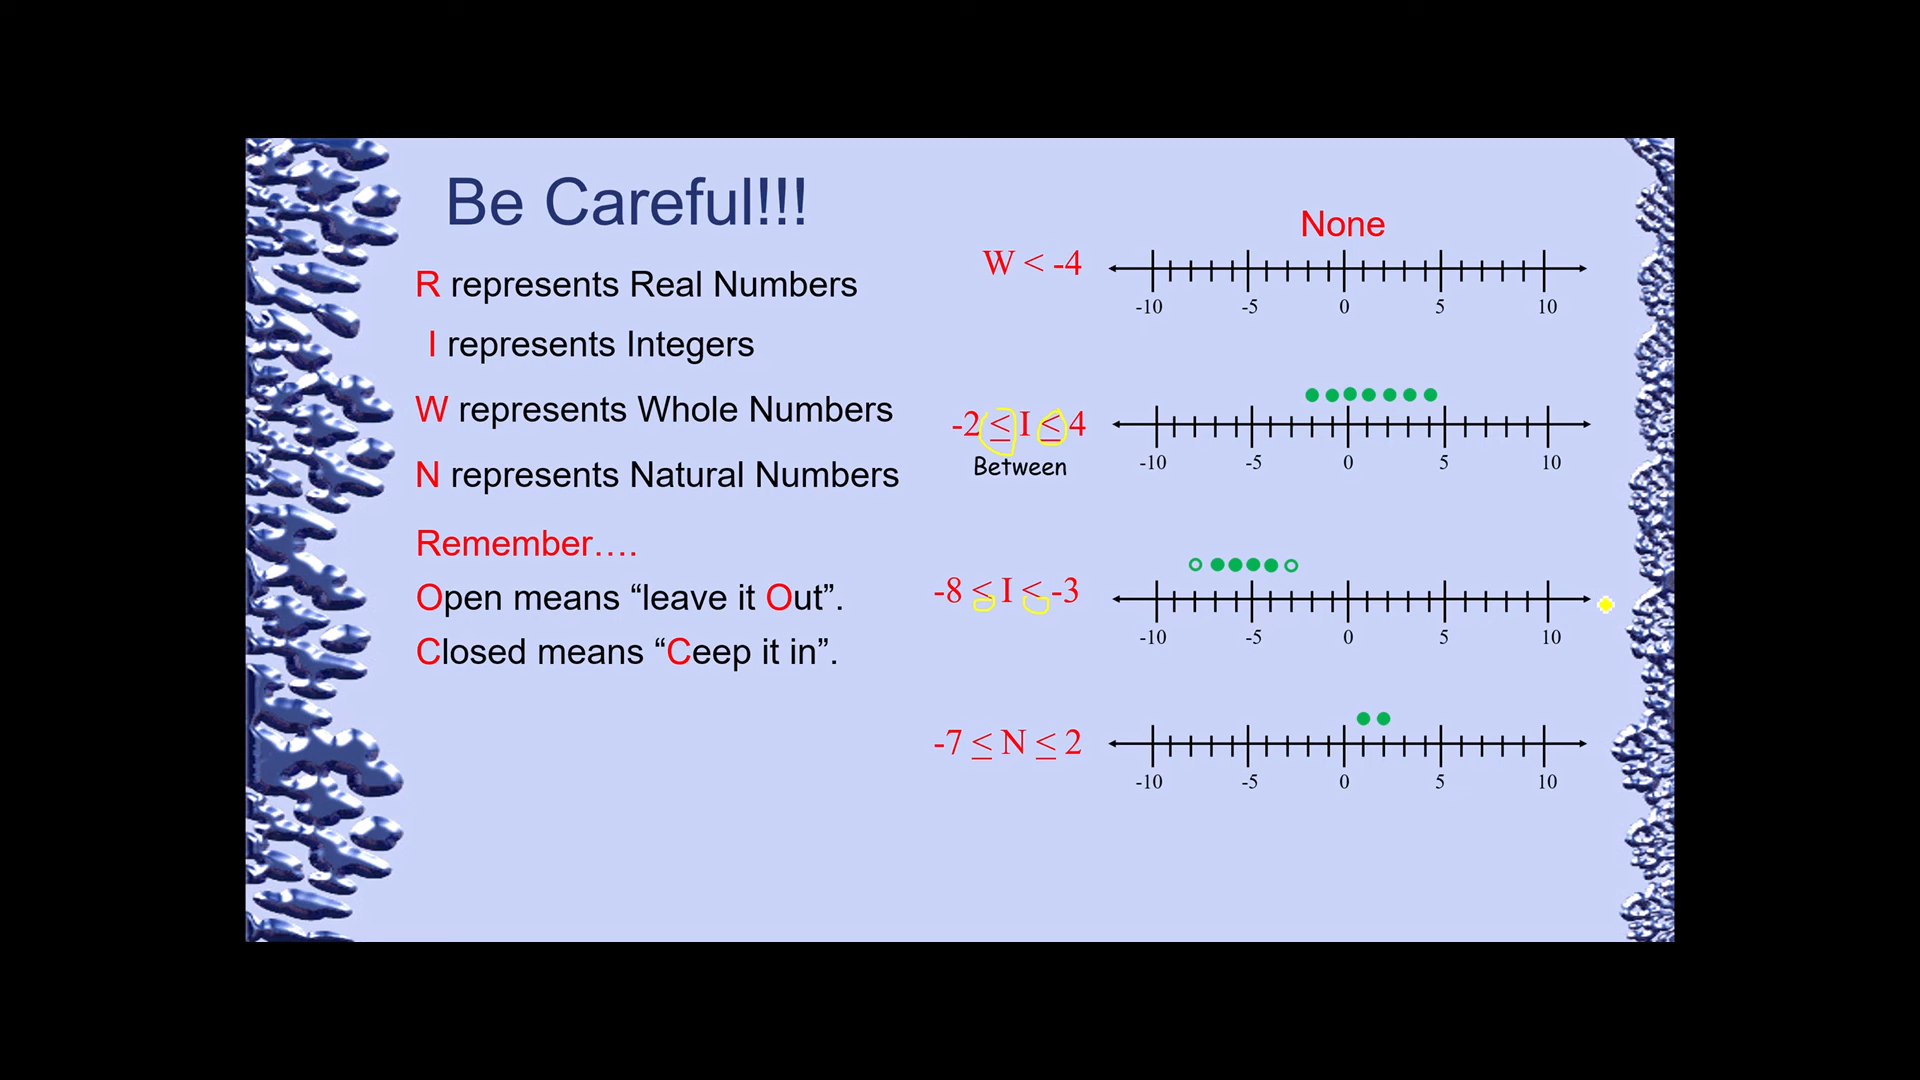 Be Careful!!!
R represents Real Numbers
I represents Integers
W represents Whole Numbers
N represents Natural Numbers
Remember….
Open means “leave it Out”.
Closed means “Ceep it in”.
None
W < -4
-10 -5 0 5 10
-2 ≤ I ≤ 4
Between
-10 -5 0 5 10
-8 < I < -3
-10 -5 0 5 10
-7 ≤ N ≤ 2
-10 -5 0 5 10